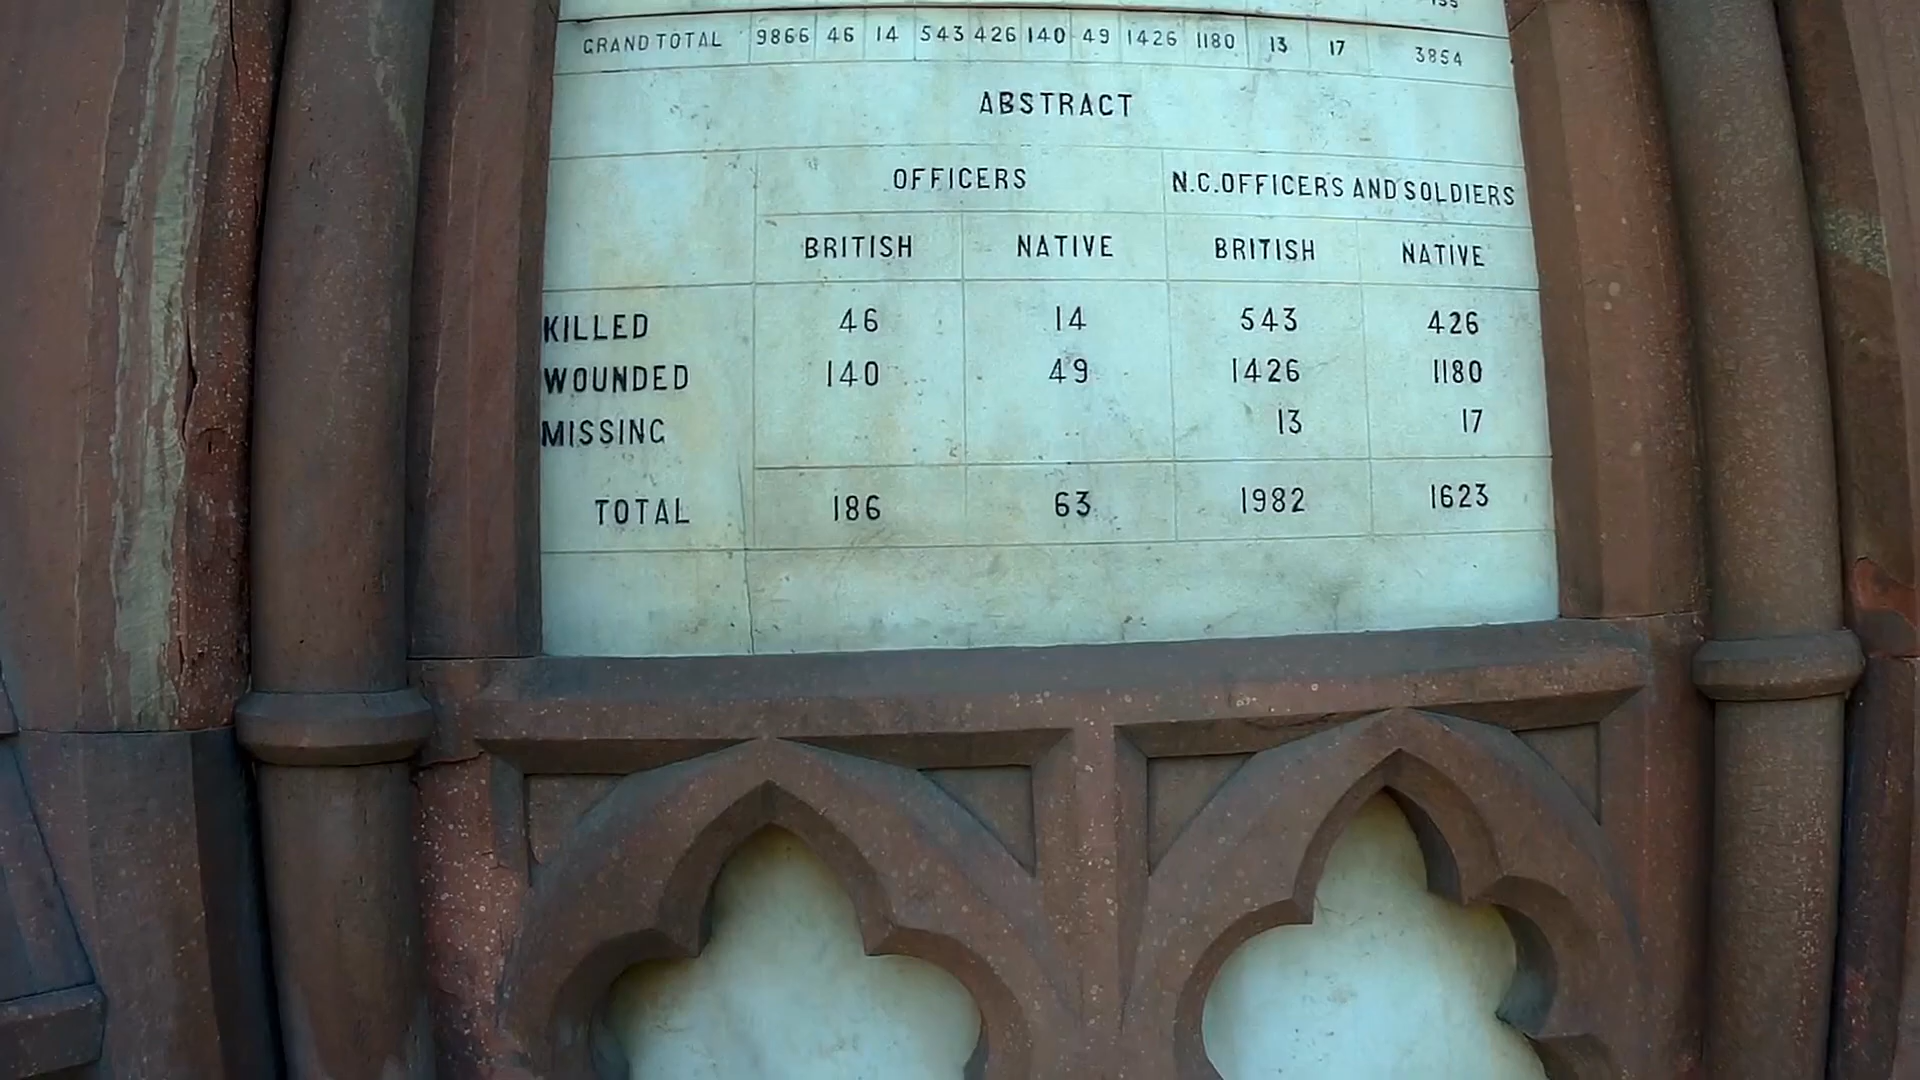 GRAND TOTAL 9866 46 14 543 426 140 49 1426 1180 13 17 3854
ABSTRACT
OFFICERS N.C.OFFICERS AND SOLDIERS
BRITISH NATIVE BRITISH NATIVE
KILLED 46 14 543 426
WOUNDED 140 49 1426 1180
MISSING 13 17
TOTAL 186 63 1982 1623